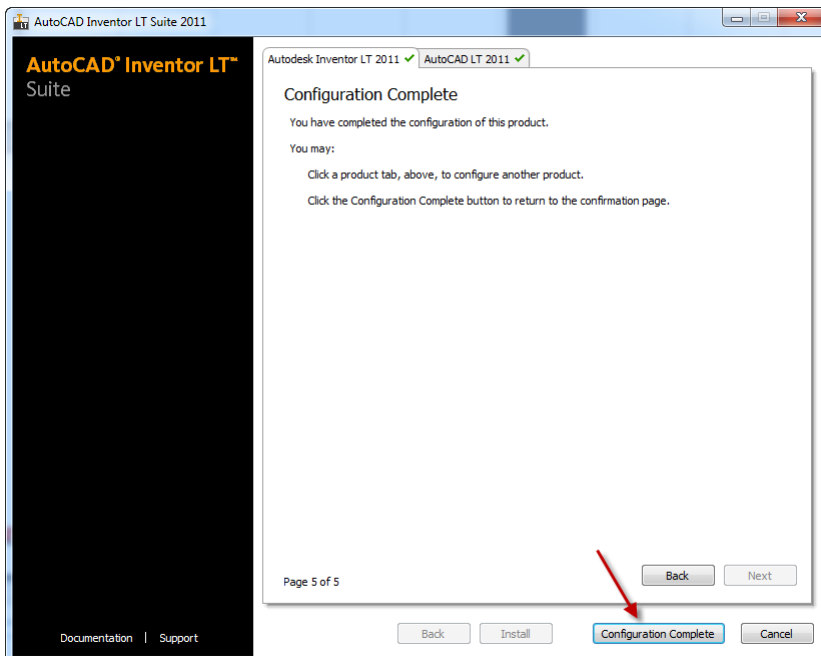 AutoCAD Inventor LT Suite 2011
AutoCAD® Inventor LT™
Suite
Autodesk Inventor LT 2011 ✔ AutoCAD LT 2011 ✔
Configuration Complete
You have completed the configuration of this product.
You may:
Click a product tab, above, to configure another product.
Click the Configuration Complete button to return to the confirmation page.
Page 5 of 5
Back Next
Documentation | Support
Back Install Configuration Complete Cancel